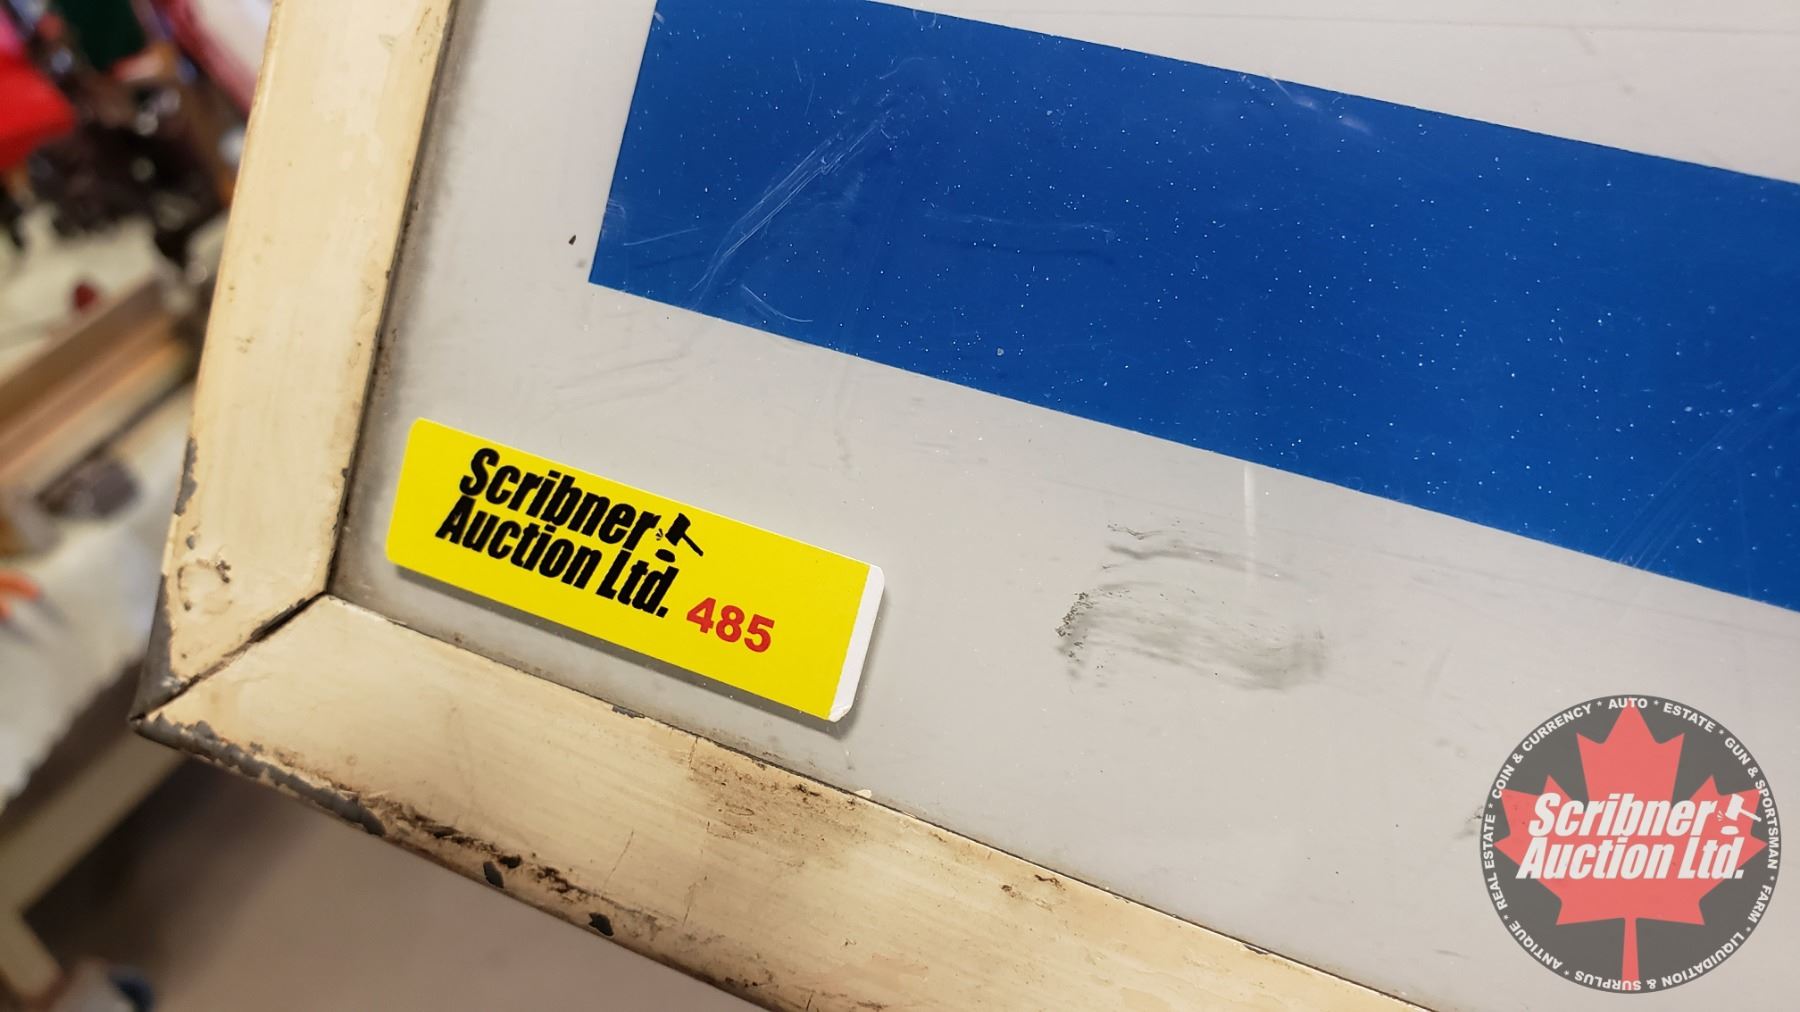 Scribner
Auction Ltd.
485
REAL ESTATE * COIN & CURRENCY * AUTO * ESTATE * GUN & SPORTSMAN * FARM * LIQUIDATION & SURPLUS * ANTIQUE *
Scribner
Auction Ltd.